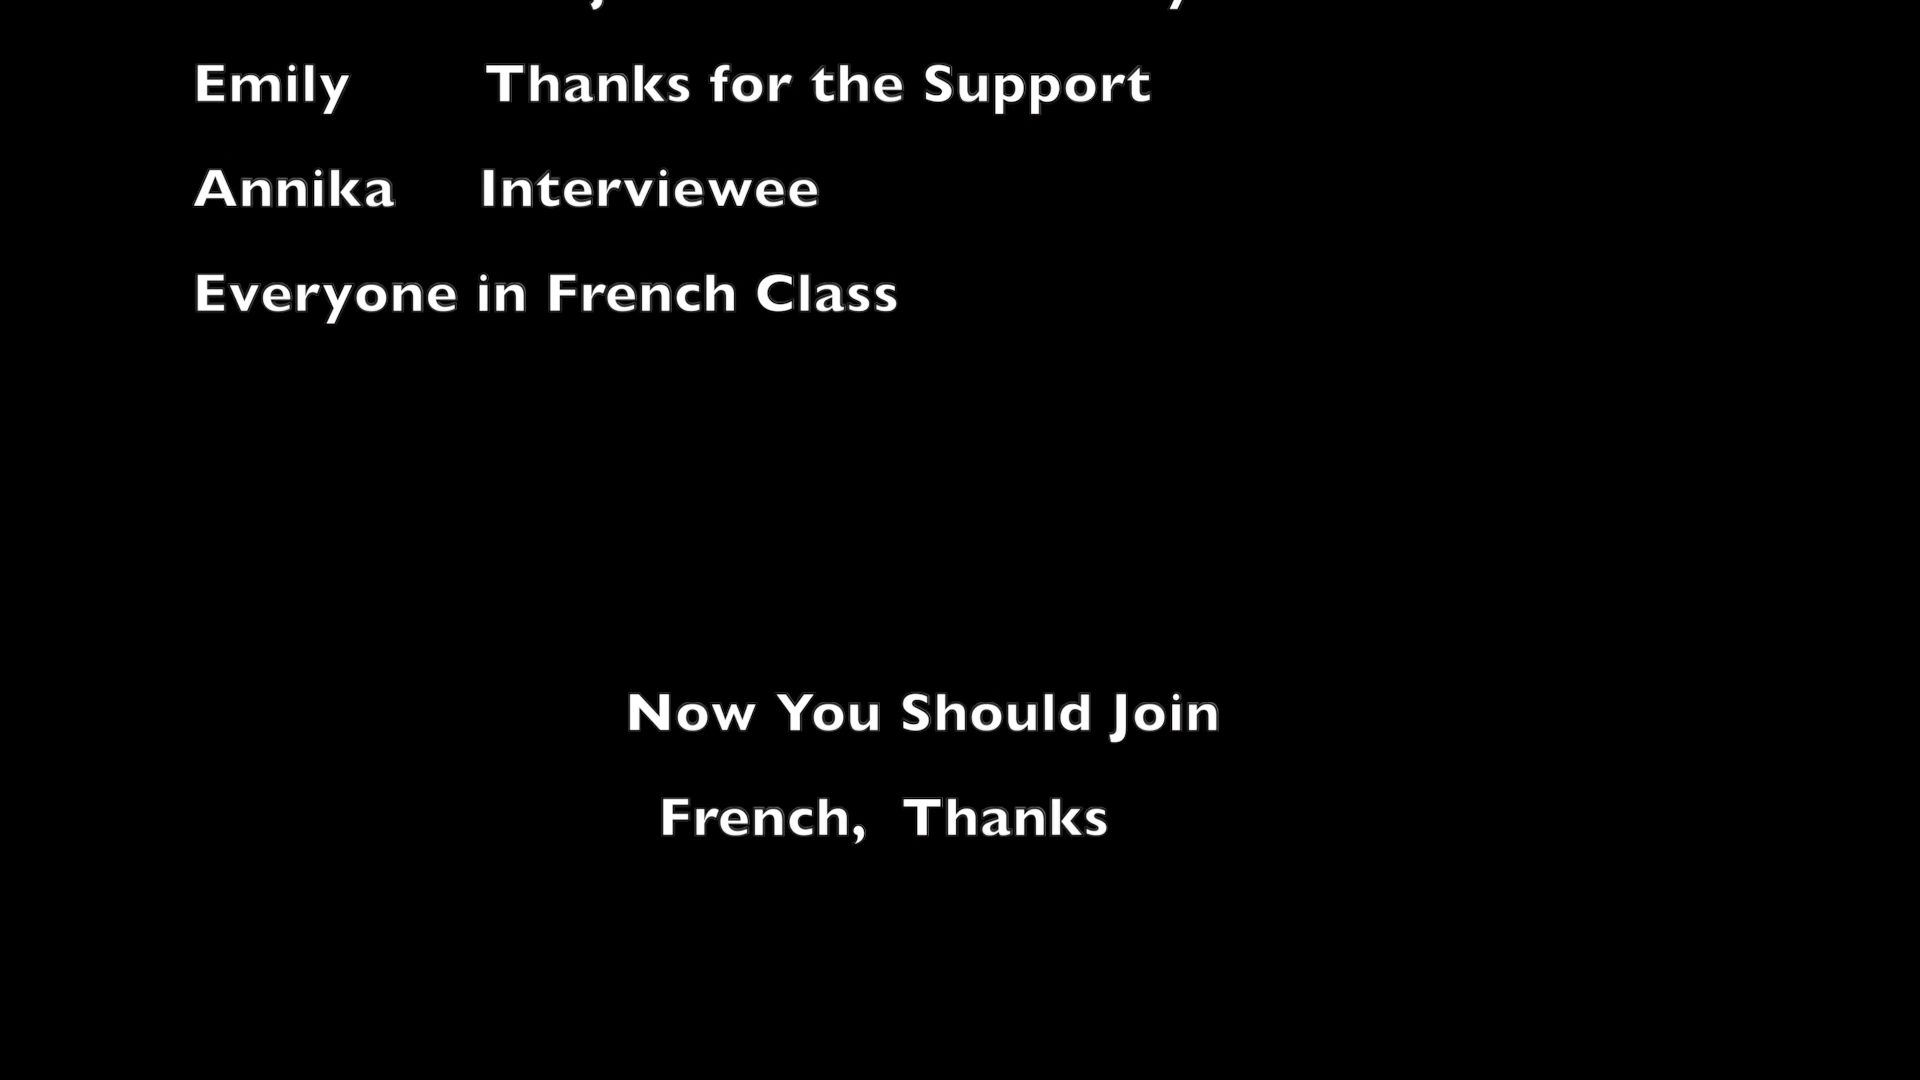 Emily Thanks for the Support
Annika Interviewee
Everyone in French Class
Now You Should Join
French, Thanks